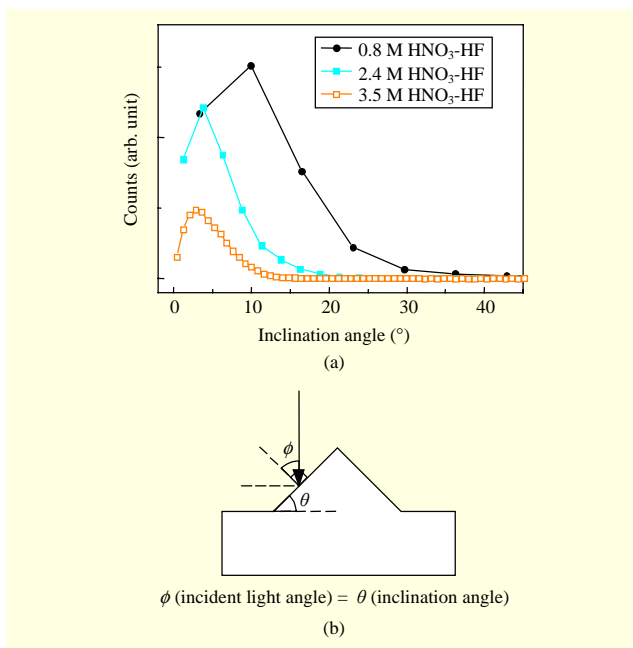 Counts (arb. unit)
0.8 M HNO₃-HF
2.4 M HNO₃-HF
3.5 M HNO₃-HF
0 10 20 30 40
Inclination angle (°)
(a)
ϕ
θ
ϕ (incident light angle) = θ (inclination angle)
(b)